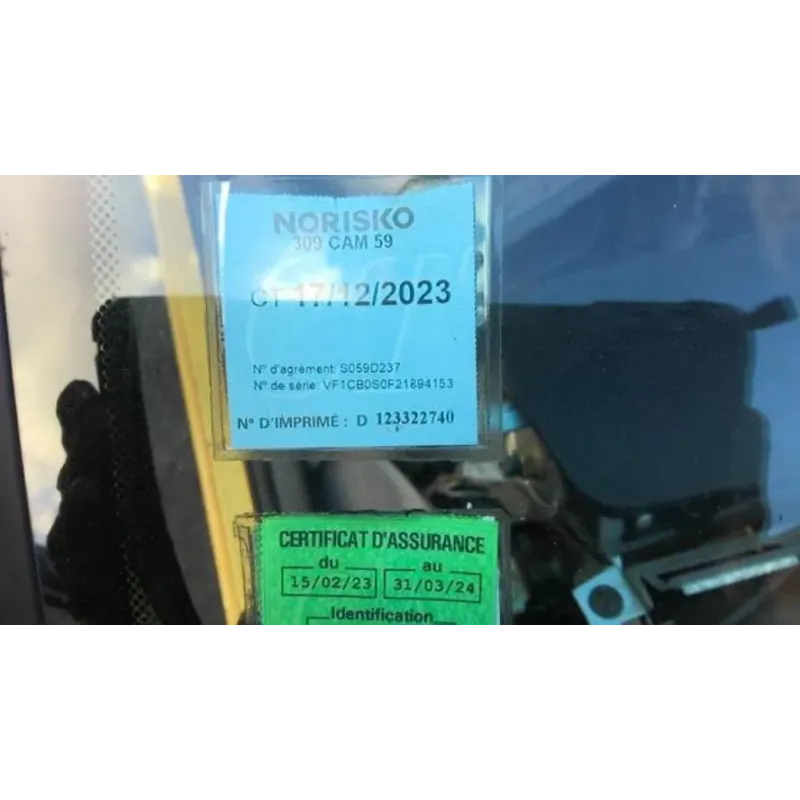 NORISKO
309 CAM 59
CT 17/12/2023
N° d'agrément: S059D237
N° de série: VF1CB0S0F21894153
N° D'IMPRIMÉ : D 123322740
CERTIFICAT D'ASSURANCE
du au
15/02/23 31/03/24
Identification